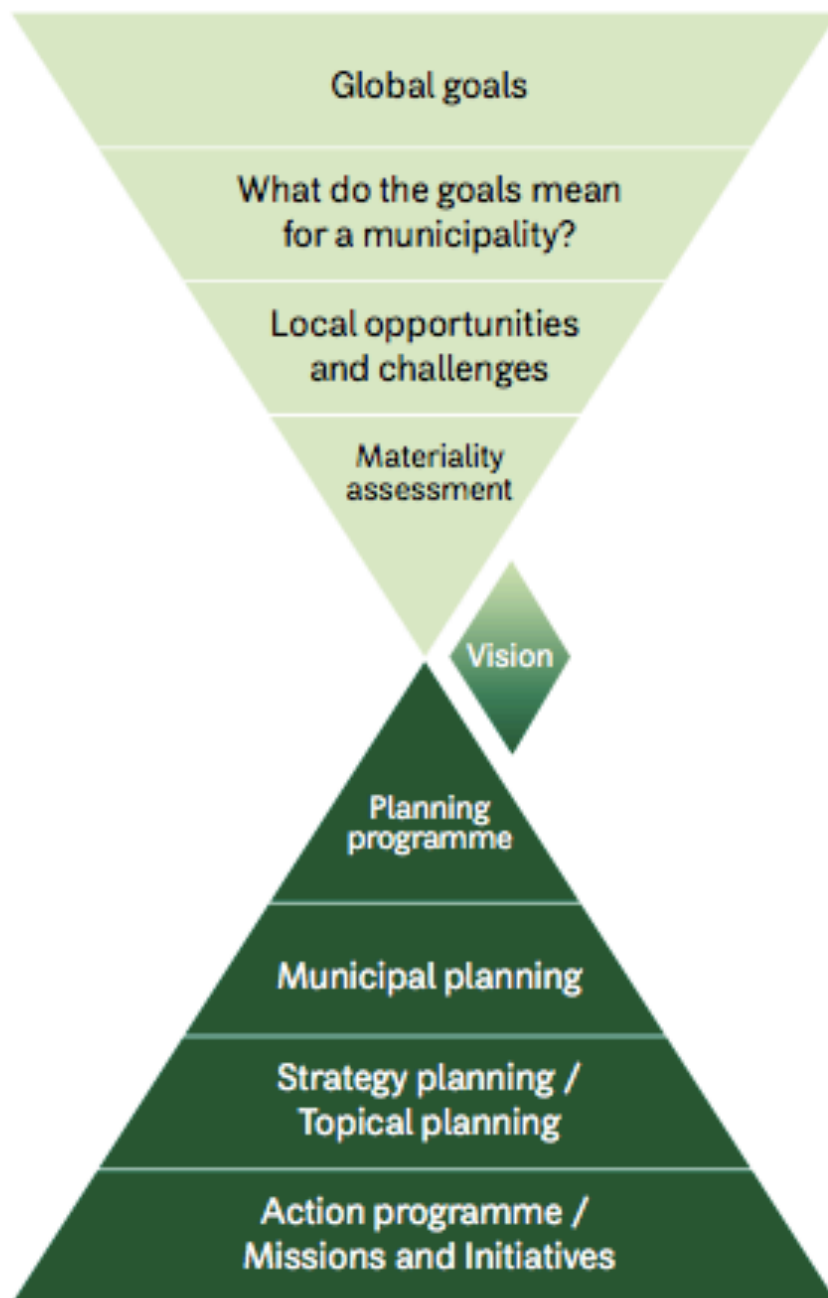 Global goals
What do the goals mean
for a municipality?
Local opportunities
and challenges
Materiality
assessment
Vision
Planning
programme
Municipal planning
Strategy planning /
Topical planning
Action programme /
Missions and Initiatives